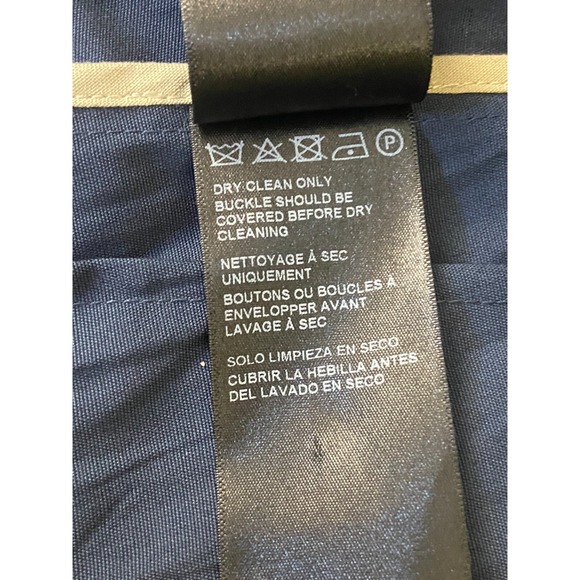 P
DRY CLEAN ONLY
BUCKLE SHOULD BE
COVERED BEFORE DRY
CLEANING
NETTOYAGE À SEC
UNIQUEMENT
BOUTONS OU BOUCLES À
ENVELOPPER AVANT
LAVAGE À SEC
SOLO LIMPIEZA EN SECO
CUBRIR LA HEBILLA ANTES
DEL LAVADO EN SECO